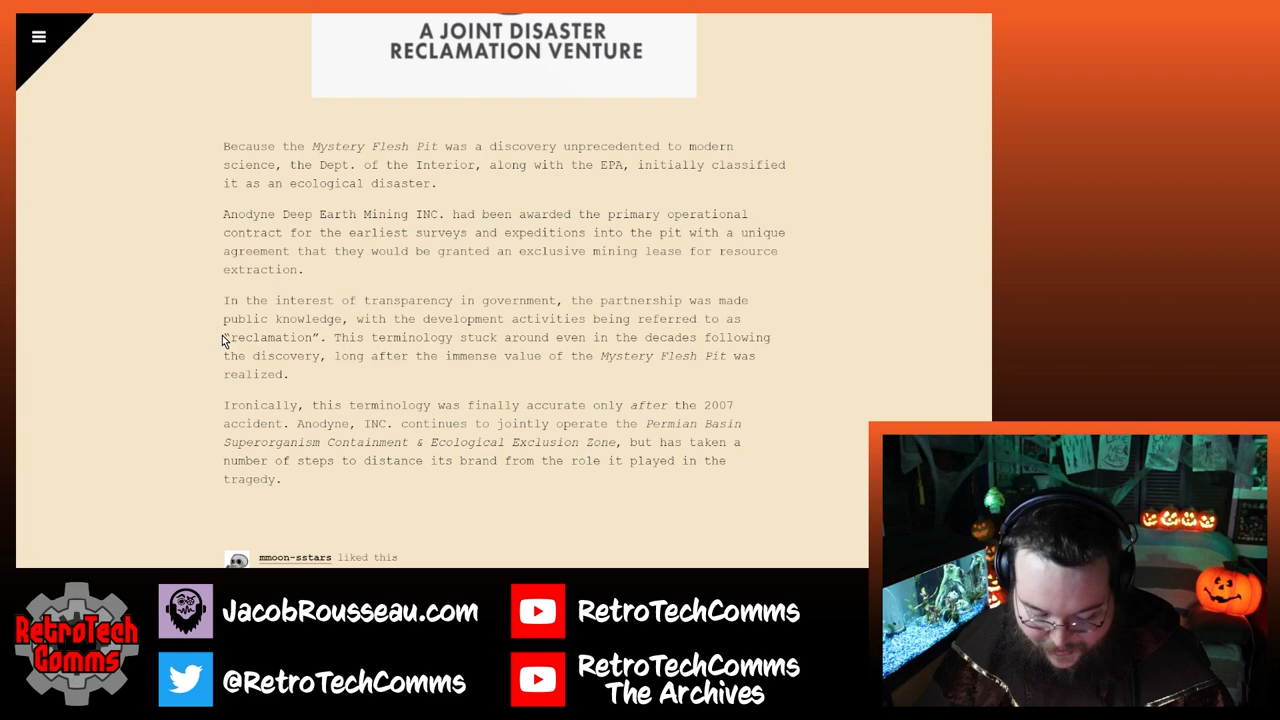 A JOINT DISASTER
RECLAMATION VENTURE
Because the Mystery Flesh Pit was a discovery unprecedented to modern
science, the Dept. of the Interior, along with the EPA, initially classified
it as an ecological disaster.
Anodyne Deep Earth Mining INC. had been awarded the primary operational
contract for the earliest surveys and expeditions into the pit with a unique
agreement that they would be granted an exclusive mining lease for resource
extraction.
In the interest of transparency in government, the partnership was made
public knowledge, with the development activities being referred to as
“reclamation”. This terminology stuck around even in the decades following
the discovery, long after the immense value of the Mystery Flesh Pit was
realized.
Ironically, this terminology was finally accurate only after the 2007
accident. Anodyne, INC. continues to jointly operate the Permian Basin
Superorganism Containment & Ecological Exclusion Zone, but has taken a
number of steps to distance its brand from the role it played in the
tragedy.
mmoon-sstars liked this
RetroTech
Comms
JacobRousseau.com
@RetroTechComms
RetroTechComms
RetroTechComms
The Archives